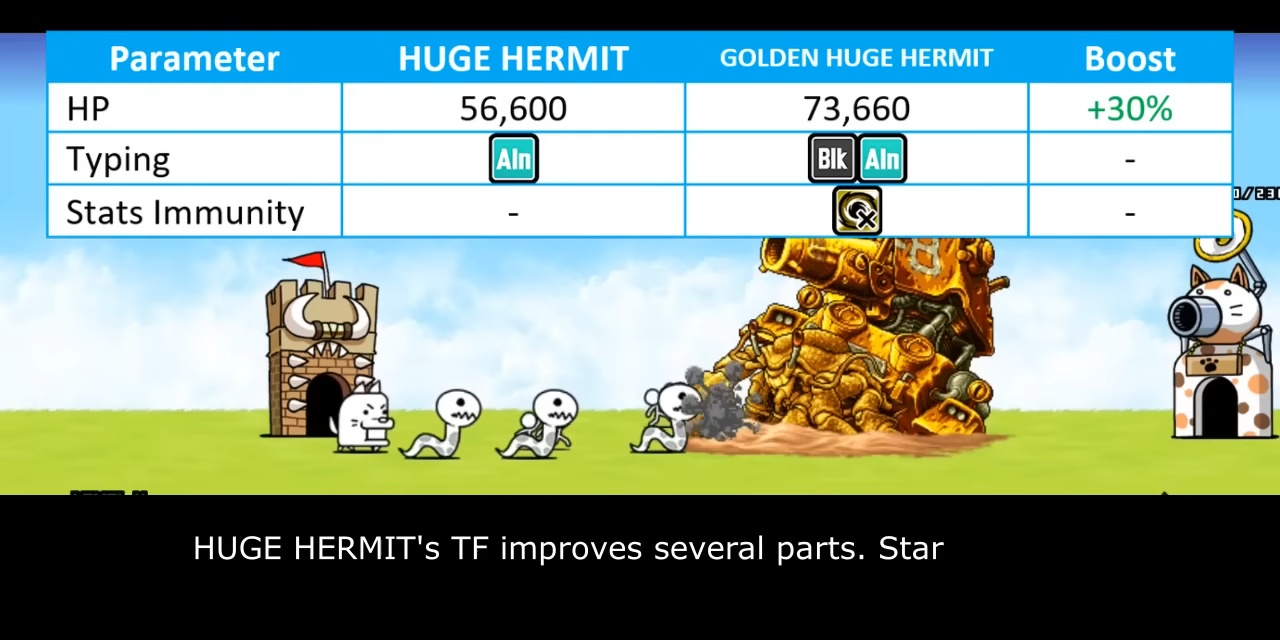 Parameter HUGE HERMIT GOLDEN HUGE HERMIT Boost
HP 56,600 73,660 +30%
Typing Aln Blk Aln -
Stats Immunity - -
HUGE HERMIT's TF improves several parts. Star